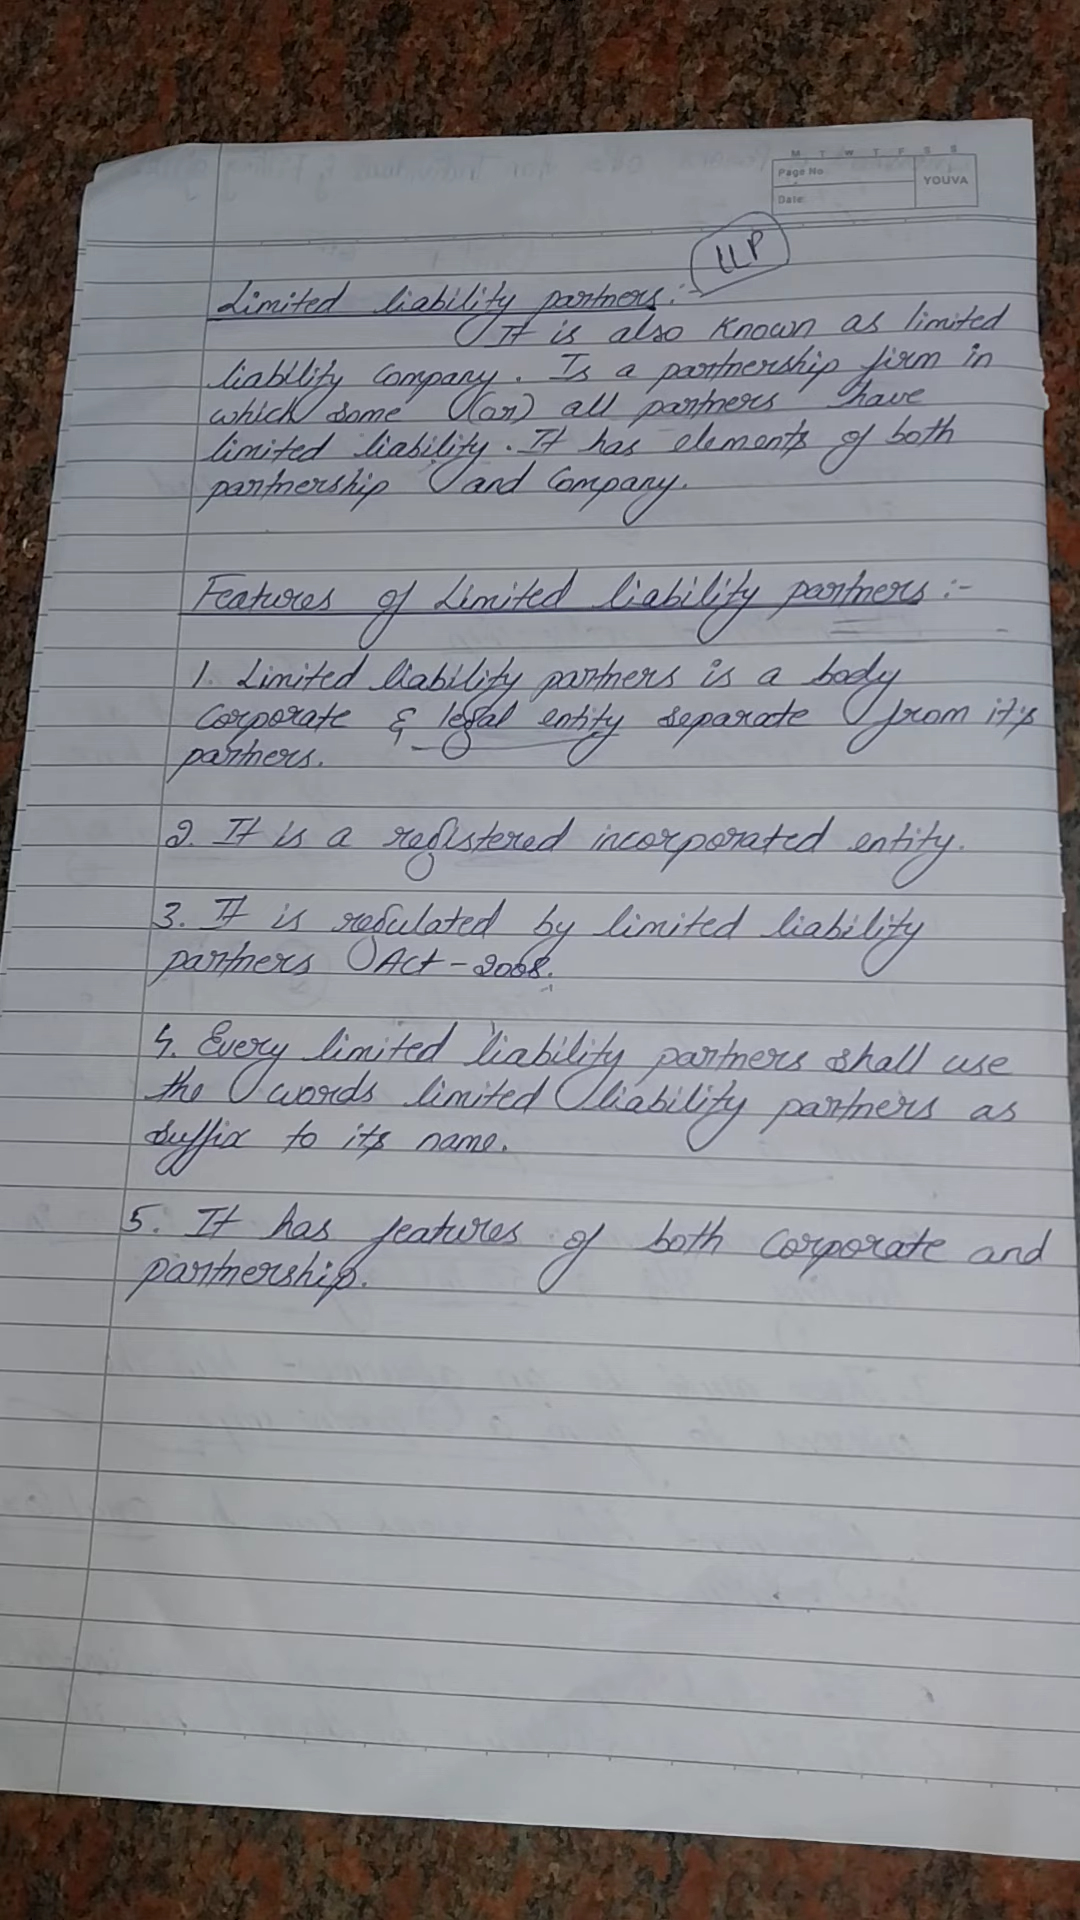 M T W T F S S
Page No
YOUVA
Date:
LLP
Limited liability partners:-
It is also known as limited
liability Company. Is a partnership firm in
which some (or) all partners have
limited liability. It has elements of both
partnership and Company.
Features of Limited liability partners:-
1. Limited liability partners is a body
corporate & legal entity separate from it's
partners.
2. It is a registered incorporated entity.
3. It is regulated by limited liability
partners Act-2008.
4. Every limited liability partners shall use
the words limited liability partners as
suffix to its name.
5. It has features of both Corporate and
partnership.